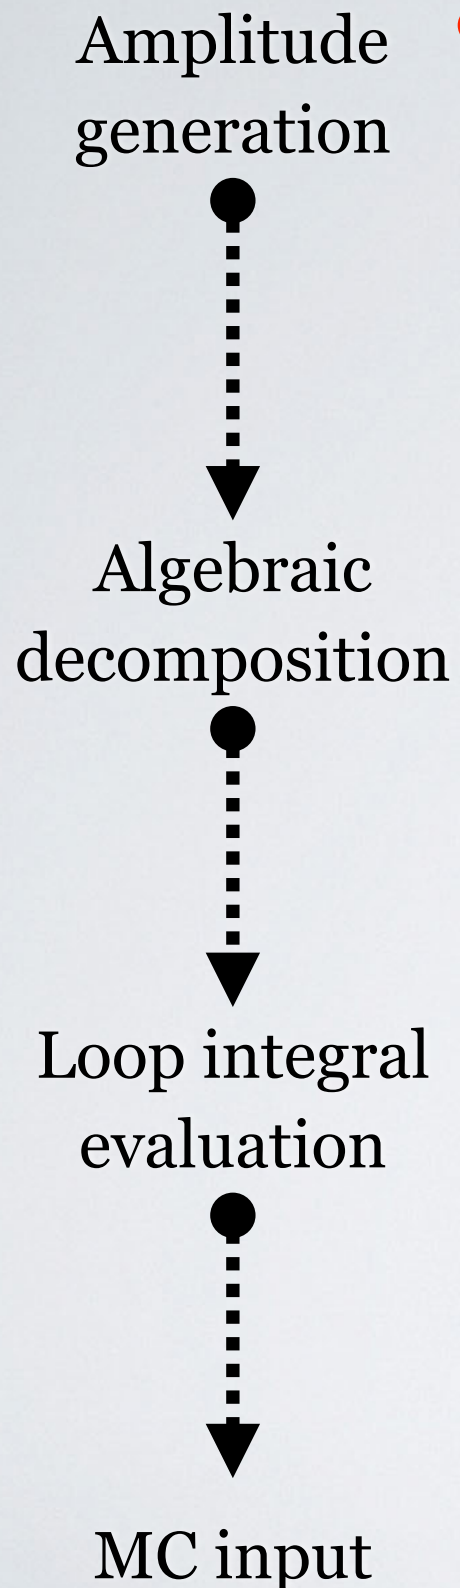 Amplitude
generation
Algebraic
decomposition
Loop integral
evaluation
MC input